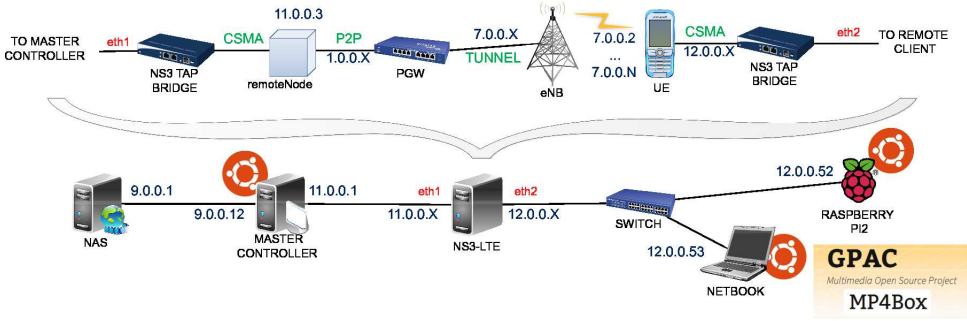 11.0.0.3
TO MASTER
CONTROLLER
eth1
CSMA
P2P
1.0.0.X
7.0.0.X
TUNNEL
7.0.0.2
...
7.0.0.N
CSMA
12.0.0.X
eth2
TO REMOTE
CLIENT
NS3 TAP
BRIDGE
remoteNode
PGW
eNB
UE
NS3 TAP
BRIDGE
9.0.0.1
9.0.0.12
11.0.0.1
eth1
11.0.0.X
eth2
12.0.0.X
12.0.0.52
NAS
MASTER
CONTROLLER
NS3-LTE
SWITCH
RASPBERRY
PI2
12.0.0.53
NETBOOK
GPAC
Multimedia Open Source Project
MP4Box